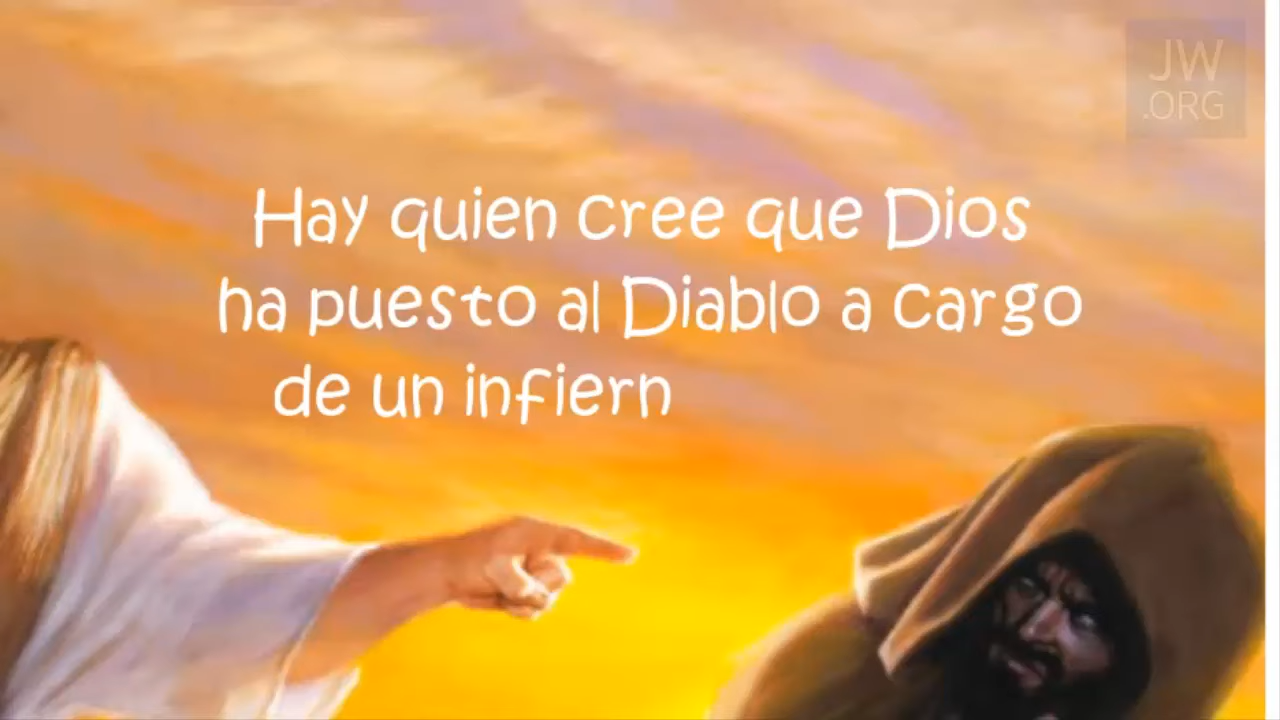 JW
.ORG
Hay quien cree que Dios
ha puesto al Diablo a cargo
de un infiern